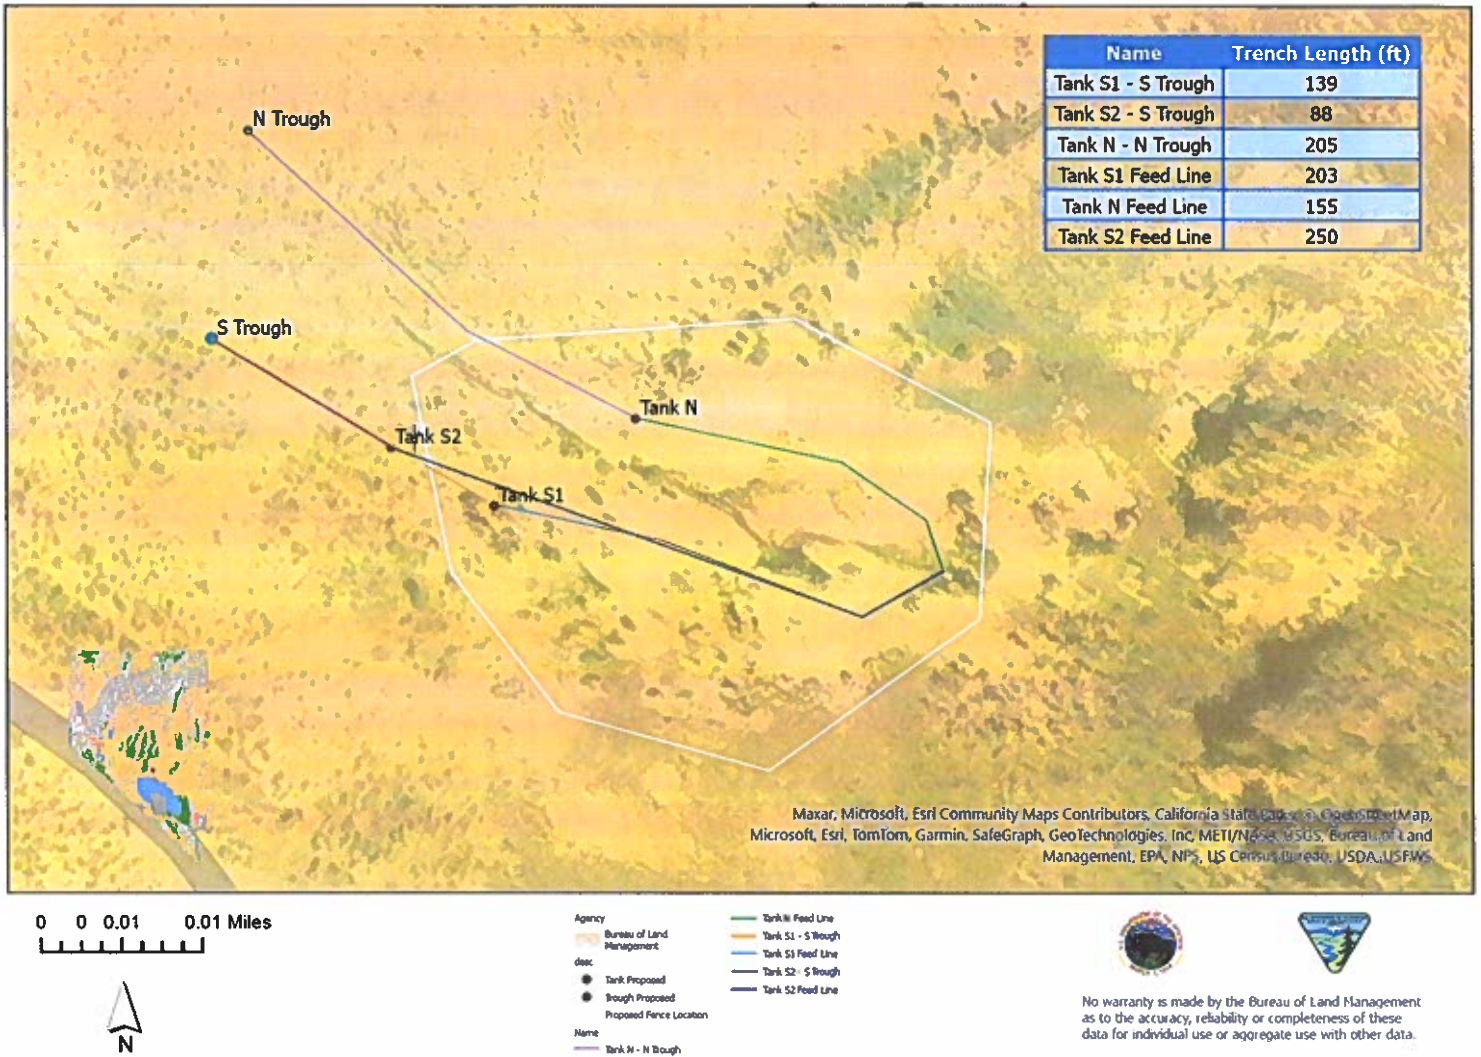 Name Trench Length (ft)
Tank S1 - S Trough 139
Tank S2 - S Trough 88
Tank N - N Trough 205
Tank S1 Feed Line 203
Tank N Feed Line 155
Tank S2 Feed Line 250
N Trough
S Trough
Tank N
Tank S2
Tank S1
Maxar, Microsoft, Esri Community Maps Contributors, California State Parks, © OpenStreetMap,
Microsoft, Esri, TomTom, Garmin, SafeGraph, GeoTechnologies, Inc, METI/NASA, USGS, Bureau of Land
Management, EPA, NPS, US Census Bureau, USDA, USFWS
0 0 0.01 0.01 Miles
N
Agency
Bureau of Land
Management
desc
Tank Proposed
Trough Proposed
Proposed Fence Location
Name
Tank N - N Trough
Tank N Feed Line
Tank S1 - S Trough
Tank S1 Feed Line
Tank S2 - S Trough
Tank S2 Feed Line
No warranty is made by the Bureau of Land Management
as to the accuracy, reliability or completeness of these
data for individual use or aggregate use with other data.